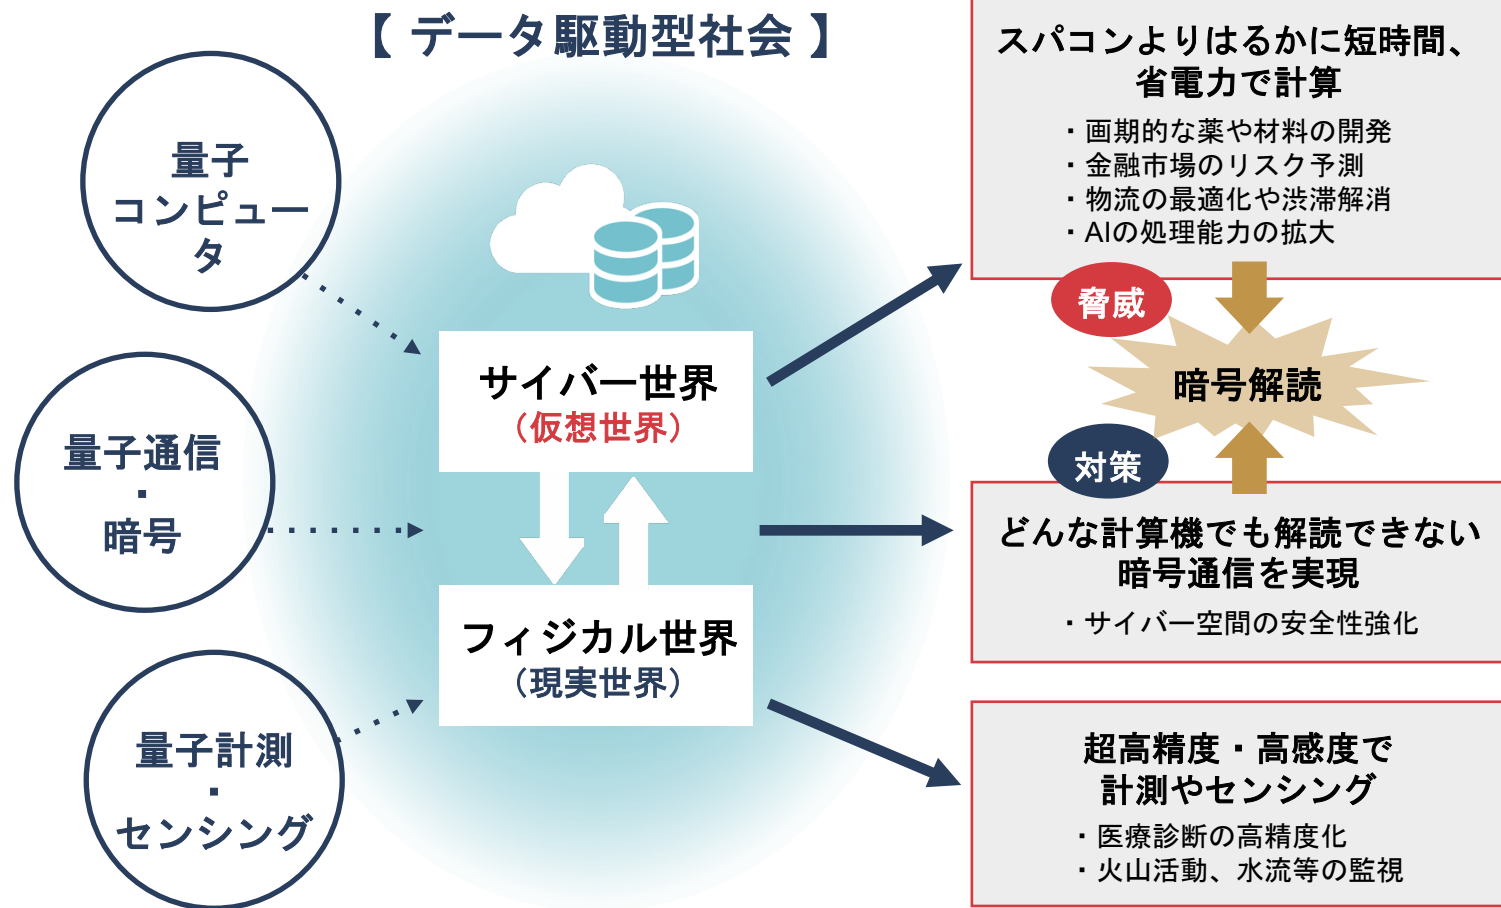 【 データ駆動型社会 】
量子
コンピュー
タ
量子通信
・
暗号
量子計測
・
センシング
サイバー世界
（仮想世界）
フィジカル世界
（現実世界）
スパコンよりはるかに短時間、
省電力で計算
・画期的な薬や材料の開発
・金融市場のリスク予測
・物流の最適化や渋滞解消
・AIの処理能力の拡大
脅威
暗号解読
対策
どんな計算機でも解読できない
暗号通信を実現
・サイバー空間の安全性強化
超高精度・高感度で
計測やセンシング
・医療診断の高精度化
・火山活動、水流等の監視